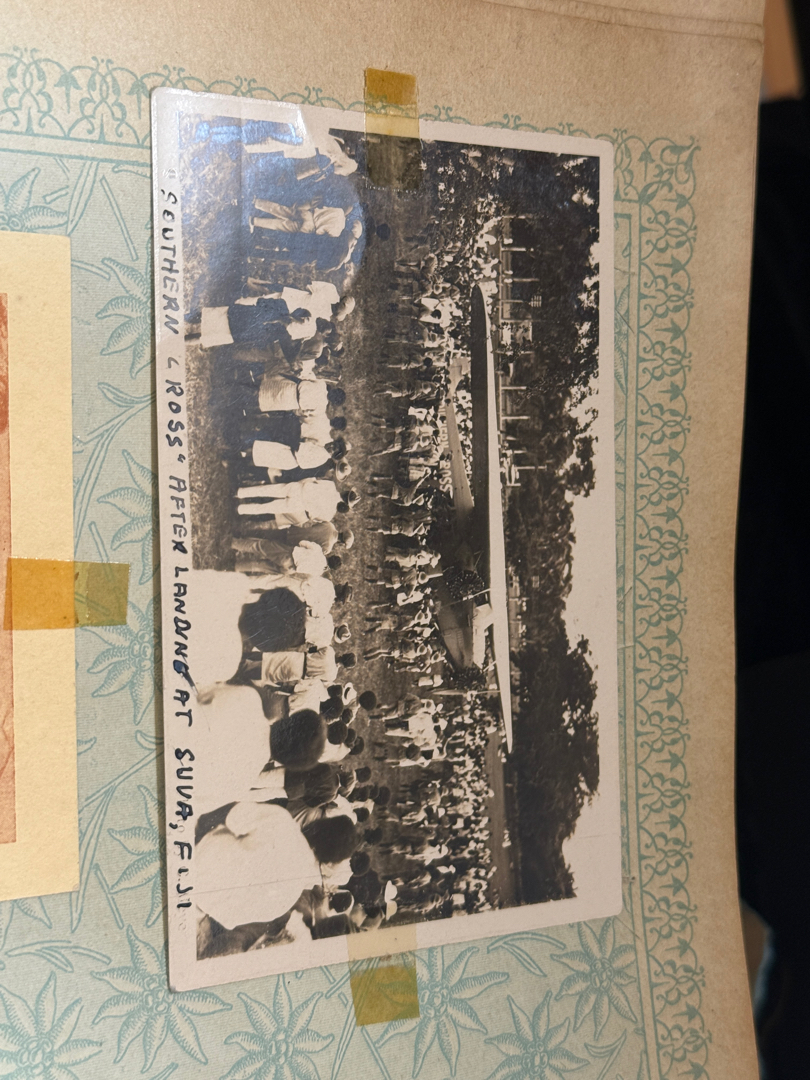 "SOUTHERN CROSS" AFTER LANDING AT SUVA, FIJI